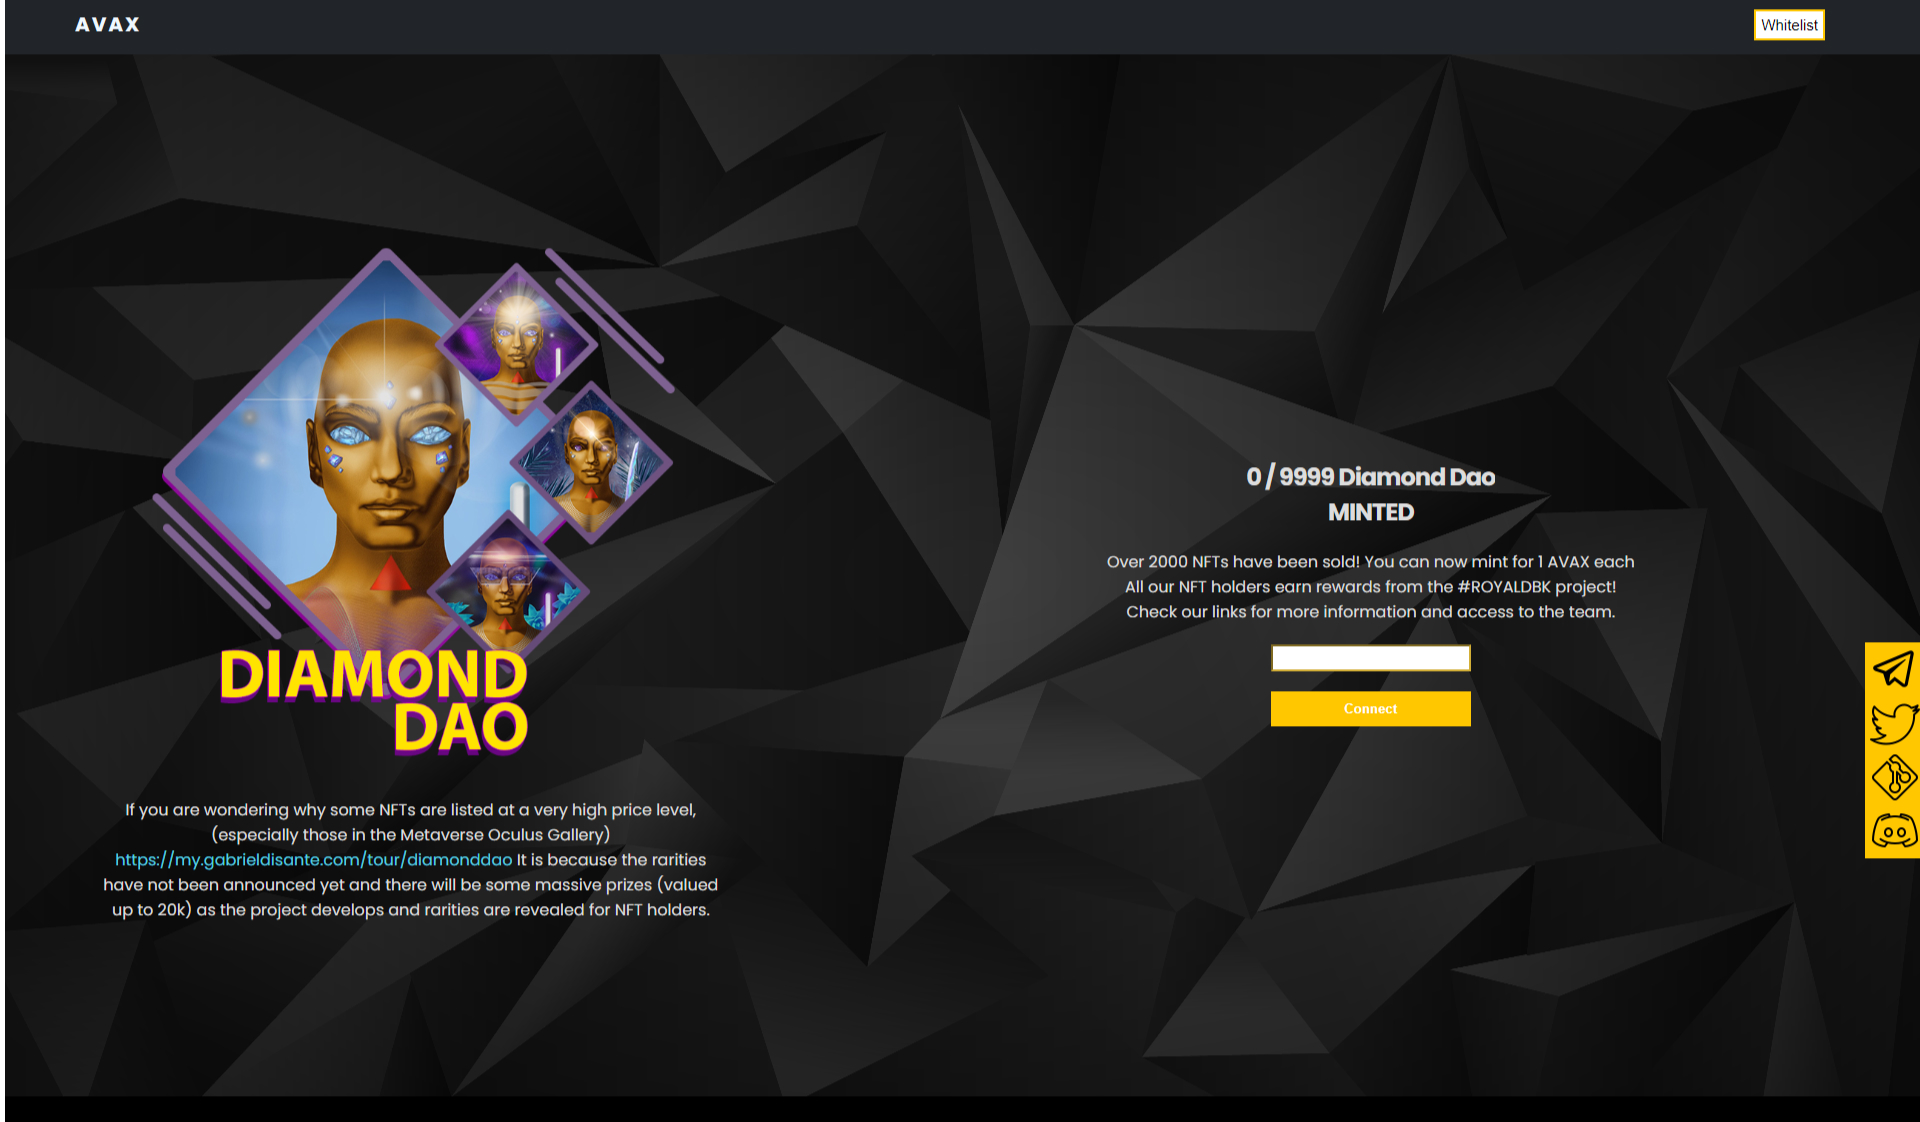 AVAX
Whitelist
DIAMOND
DAO
If you are wondering why some NFTs are listed at a very high price level,
(especially those in the Metaverse Oculus Gallery)
https://my.gabrieldisante.com/tour/diamonddao It is because the rarities
have not been announced yet and there will be some massive prizes (valued
up to 20k) as the project develops and rarities are revealed for NFT holders.
0 / 9999 Diamond Dao
MINTED
Over 2000 NFTs have been sold! You can now mint for 1 AVAX each
All our NFT holders earn rewards from the #ROYALDBK project!
Check our links for more information and access to the team.
Connect